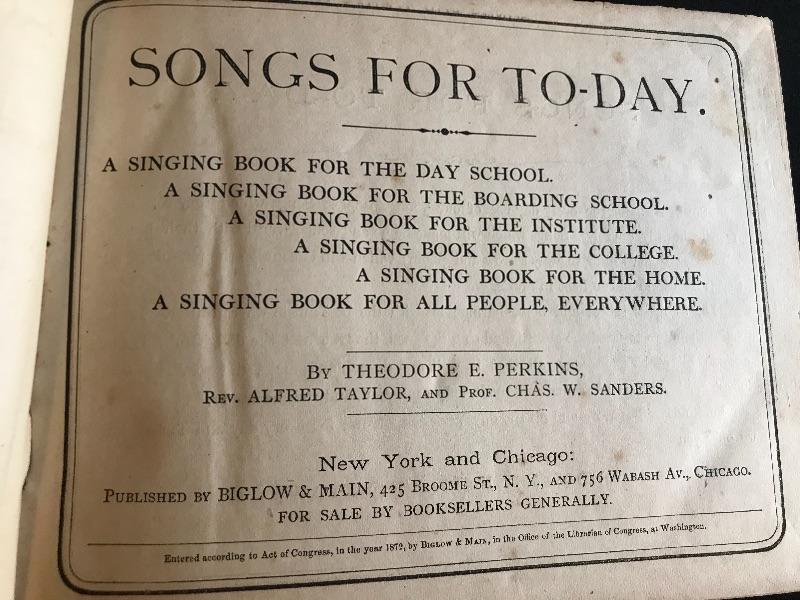 SONGS FOR TO-DAY.
A SINGING BOOK FOR THE DAY SCHOOL.
A SINGING BOOK FOR THE BOARDING SCHOOL.
A SINGING BOOK FOR THE INSTITUTE.
A SINGING BOOK FOR THE COLLEGE.
A SINGING BOOK FOR THE HOME.
A SINGING BOOK FOR ALL PEOPLE, EVERYWHERE.
By THEODORE E. PERKINS,
Rev. ALFRED TAYLOR, and Prof. CHAS. W. SANDERS.
New York and Chicago:
Published by BIGLOW & MAIN, 425 Broome St., N. Y., and 756 Wabash Av., Chicago.
FOR SALE BY BOOKSELLERS GENERALLY.
Entered according to Act of Congress, in the year 1872, by Biglow & Main, in the Office of the Librarian of Congress, at Washington.